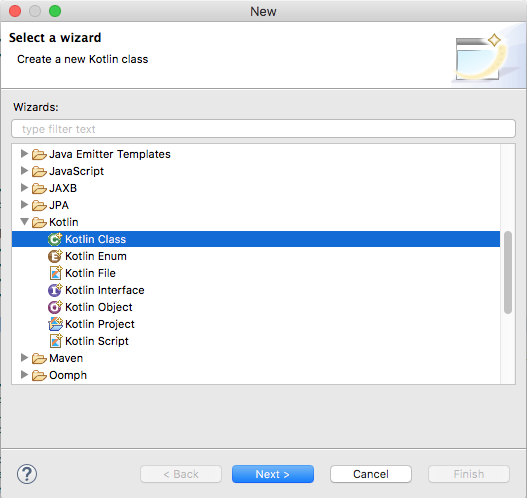 New
Select a wizard
Create a new Kotlin class
Wizards:
type filter text
Java Emitter Templates
JavaScript
JAXB
JPA
Kotlin
C Kotlin Class
E Kotlin Enum
Kotlin File
I Kotlin Interface
O Kotlin Object
Kotlin Project
Kotlin Script
Maven
Oomph
? < Back Next > Cancel Finish